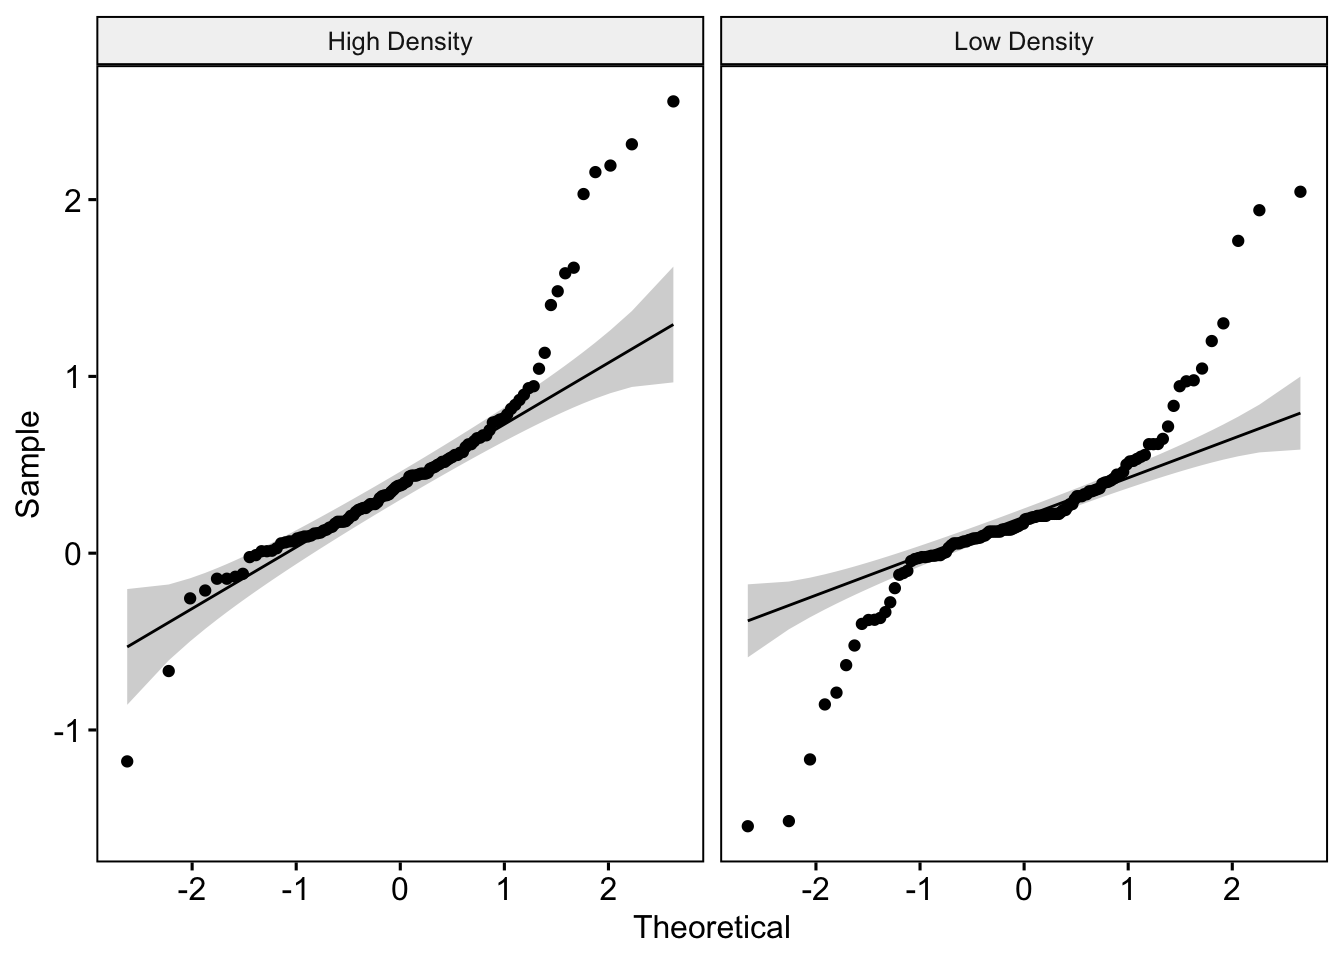 High Density
Low Density
Sample
2
1
0
-1
-2 -1 0 1 2
-2 -1 0 1 2
Theoretical